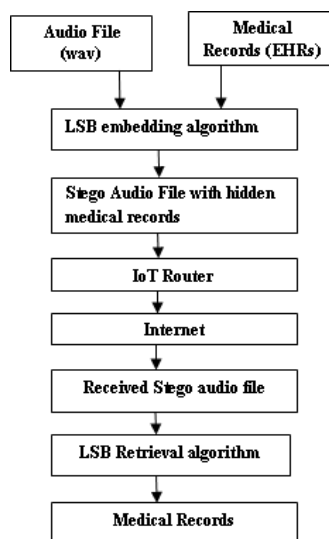 Audio File
(wav)
Medical
Records (EHRs)
LSB embedding algorithm
Stego Audio File with hidden
medical records
IoT Router
Internet
Received Stego audio file
LSB Retrieval algorithm
Medical Records